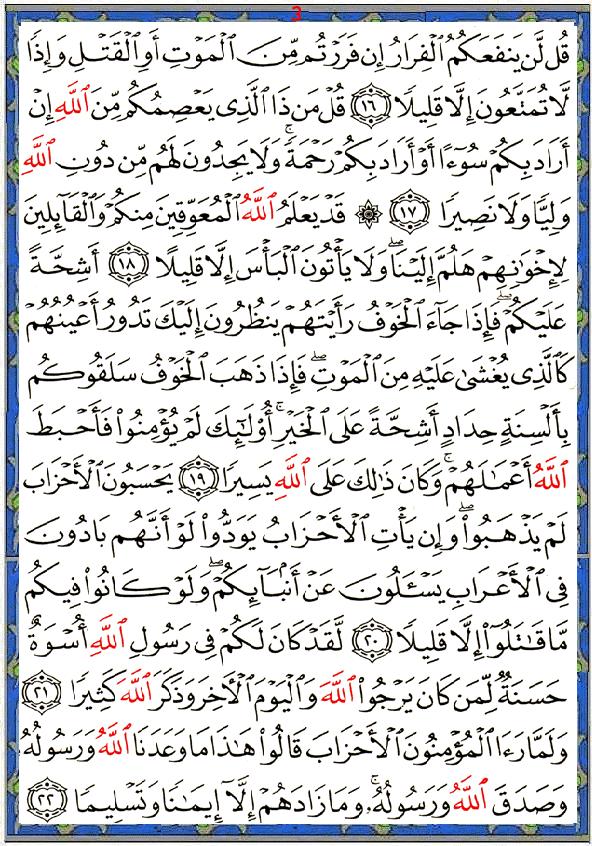 3
قُل لَّن يَنفَعَكُمُ ٱلْفِرَارُ إِن فَرَرْتُم مِّنَ ٱلْمَوْتِ أَوِ ٱلْقَتْلِ وَإِذًا
لَّا تُمَتَّعُونَ إِلَّا قَلِيلًا ١٦ قُلْ مَن ذَا ٱلَّذِى يَعْصِمُكُم مِّنَ ٱللَّهِ إِنْ
أَرَادَ بِكُمْ سُوٓءًا أَوْ أَرَادَ بِكُمْ رَحْمَةً ۚ وَلَا يَجِدُونَ لَهُم مِّن دُونِ ٱللَّهِ
وَلِيًّا وَلَا نَصِيرًا ١٧ ۞ قَدْ يَعْلَمُ ٱللَّهُ ٱلْمُعَوِّقِينَ مِنكُمْ وَٱلْقَآئِلِينَ
لِإِخْوَٰنِهِمْ هَلُمَّ إِلَيْنَا ۖ وَلَا يَأْتُونَ ٱلْبَأْسَ إِلَّا قَلِيلًا ١٨ أَشِحَّةً
عَلَيْكُمْ ۖ فَإِذَا جَآءَ ٱلْخَوْفُ رَأَيْتَهُمْ يَنظُرُونَ إِلَيْكَ تَدُورُ أَعْيُنُهُمْ
كَٱلَّذِى يُغْشَىٰ عَلَيْهِ مِنَ ٱلْمَوْتِ ۖ فَإِذَا ذَهَبَ ٱلْخَوْفُ سَلَقُوكُم
بِأَلْسِنَةٍ حِدَادٍ أَشِحَّةً عَلَى ٱلْخَيْرِ ۚ أُو۟لَٰٓئِكَ لَمْ يُؤْمِنُوا۟ فَأَحْبَطَ
ٱللَّهُ أَعْمَٰلَهُمْ ۚ وَكَانَ ذَٰلِكَ عَلَى ٱللَّهِ يَسِيرًا ١٩ يَحْسَبُونَ ٱلْأَحْزَابَ
لَمْ يَذْهَبُوا۟ ۖ وَإِن يَأْتِ ٱلْأَحْزَابُ يَوَدُّوا۟ لَوْ أَنَّهُم بَادُونَ
فِى ٱلْأَعْرَابِ يَسْـَٔلُونَ عَنْ أَنۢبَآئِكُمْ ۖ وَلَوْ كَانُوا۟ فِيكُم
مَّا قَٰتَلُوٓا۟ إِلَّا قَلِيلًا ٢٠ لَّقَدْ كَانَ لَكُمْ فِى رَسُولِ ٱللَّهِ أُسْوَةٌ
حَسَنَةٌ لِّمَن كَانَ يَرْجُوا۟ ٱللَّهَ وَٱلْيَوْمَ ٱلْءَاخِرَ وَذَكَرَ ٱللَّهَ كَثِيرًا ٢١
وَلَمَّا رَءَا ٱلْمُؤْمِنُونَ ٱلْأَحْزَابَ قَالُوا۟ هَٰذَا مَا وَعَدَنَا ٱللَّهُ وَرَسُولُهُۥ
وَصَدَقَ ٱللَّهُ وَرَسُولُهُۥ ۚ وَمَا زَادَهُمْ إِلَّآ إِيمَٰنًا وَتَسْلِيمًا ٢٢